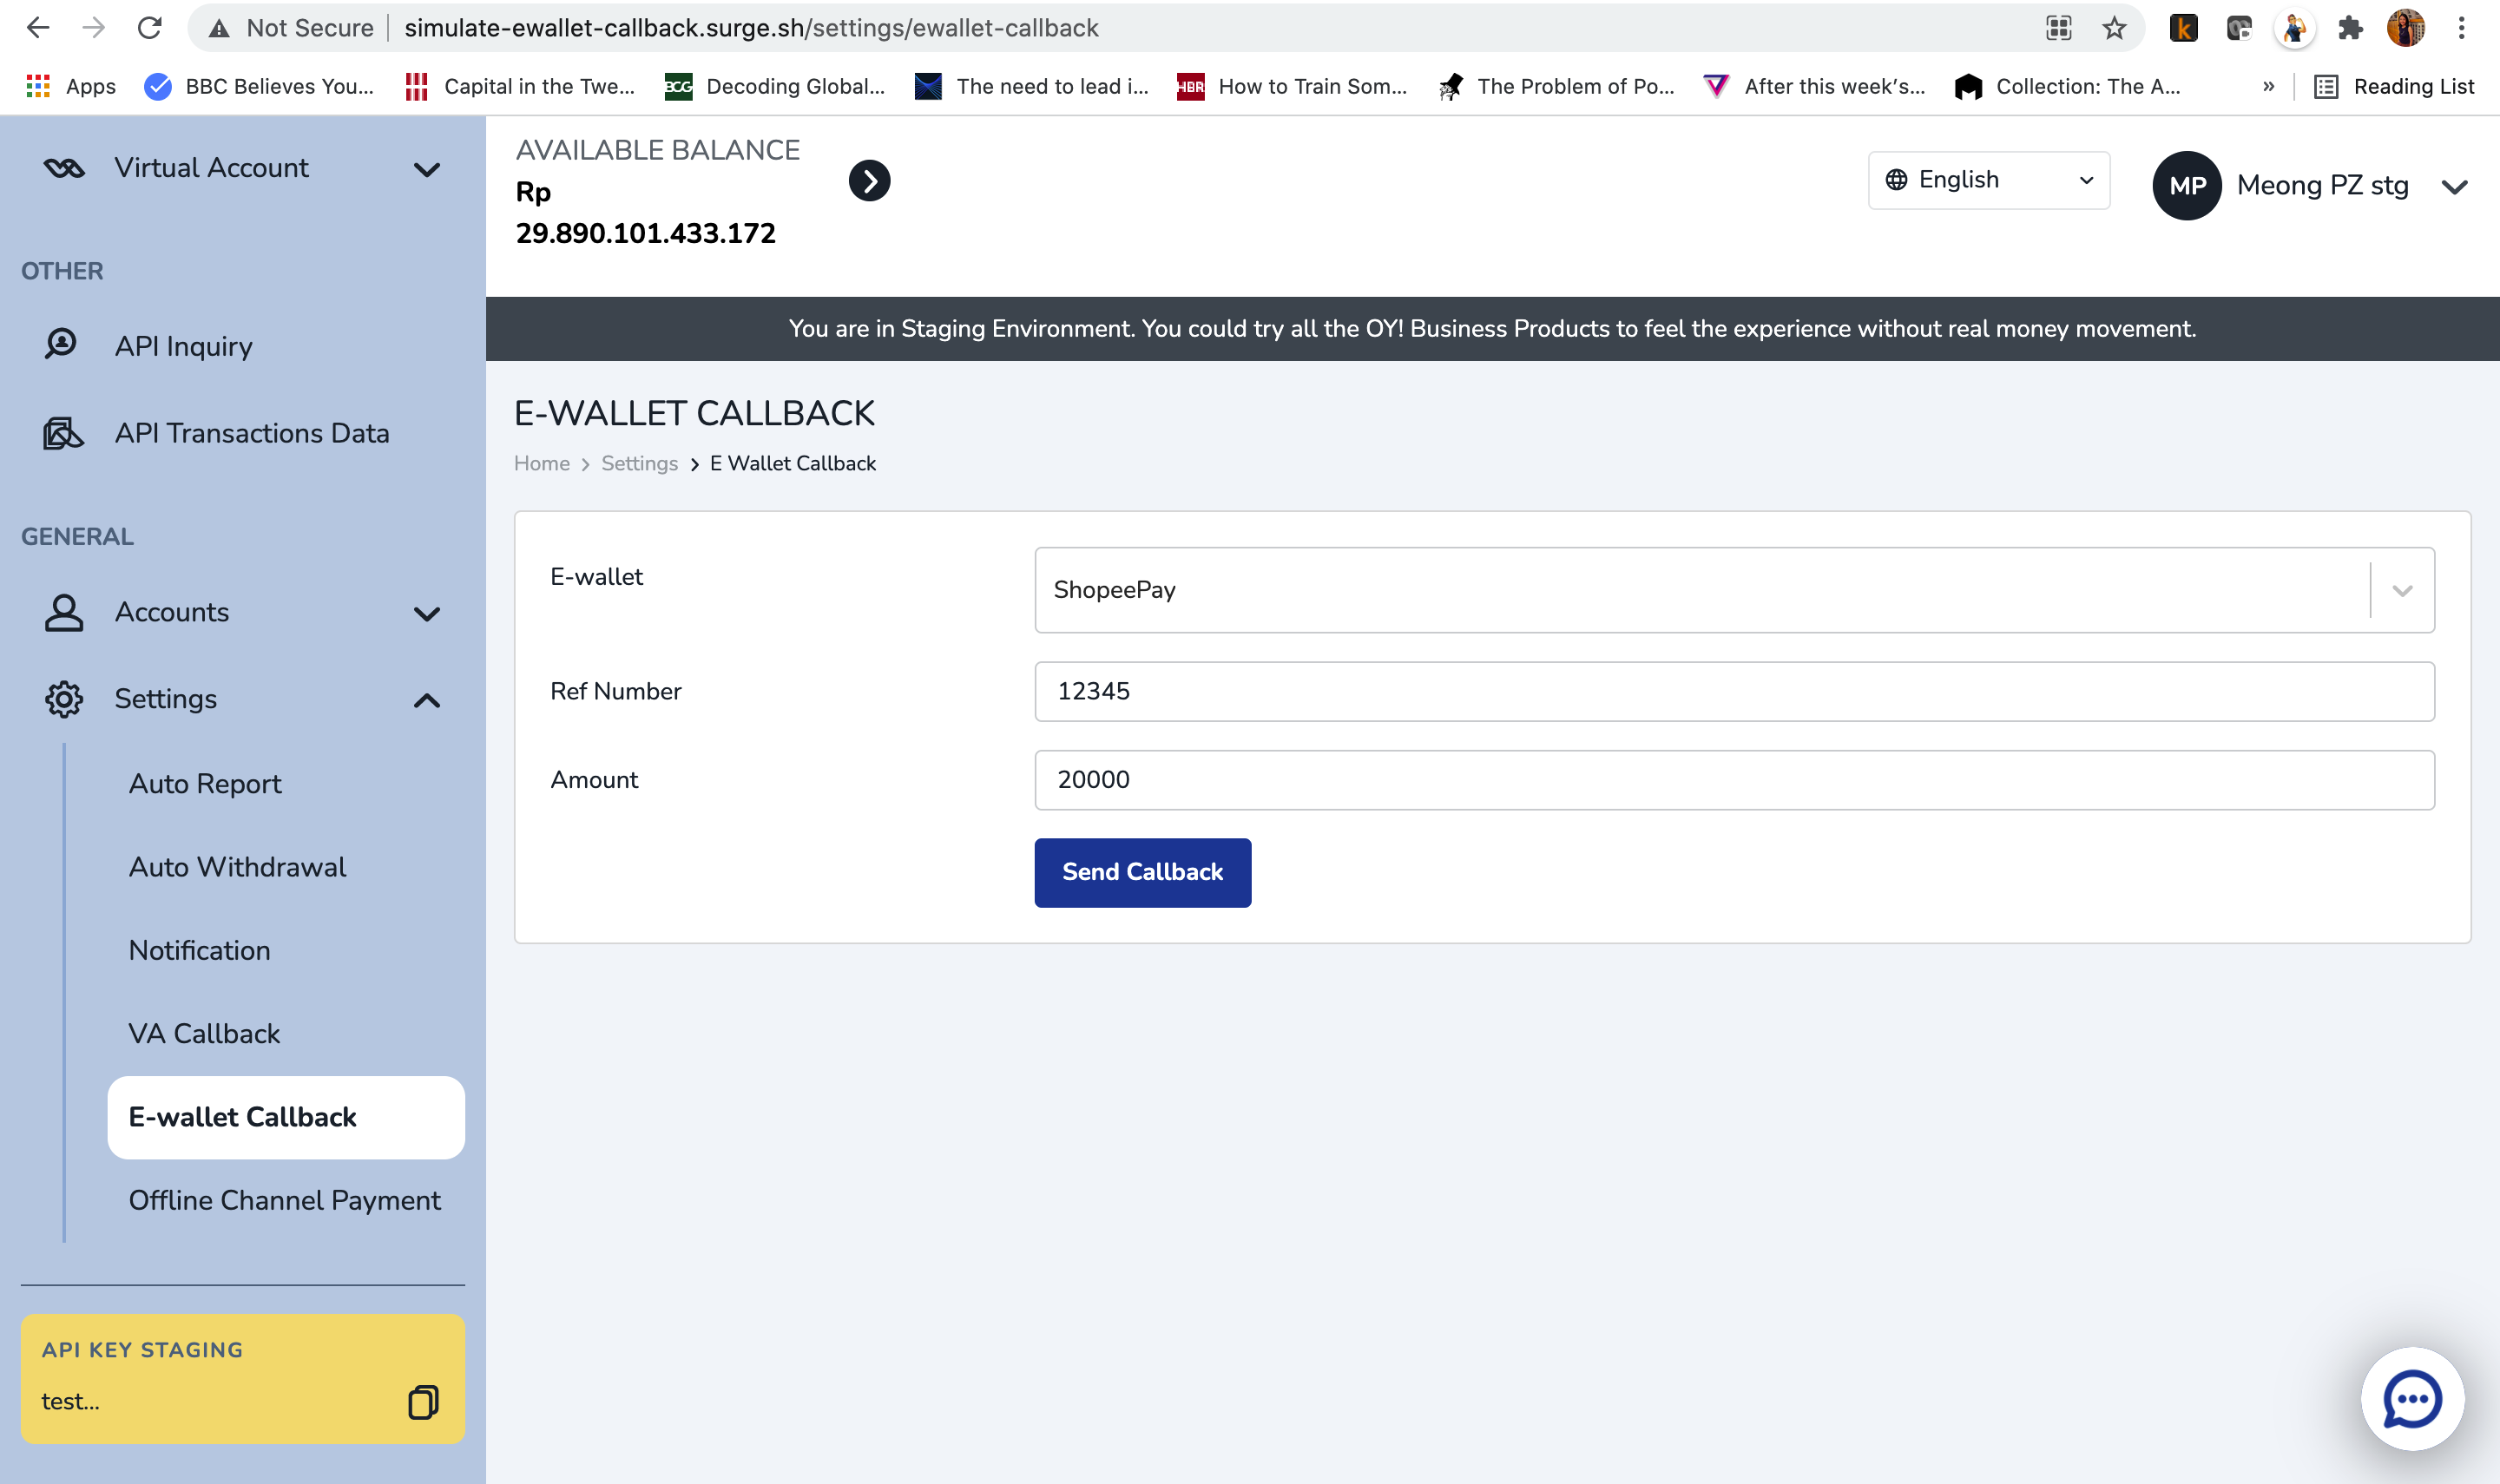 Not Secure
simulate-ewallet-callback.surge.sh/settings/ewallet-callback
Apps
BBC Believes You...
Capital in the Twe...
BCG
Decoding Global...
The need to lead i...
HBR
How to Train Som...
The Problem of Po...
After this week's...
Collection: The A...
»
Reading List
Virtual Account
OTHER
API Inquiry
API Transactions Data
GENERAL
Accounts
Settings
Auto Report
Auto Withdrawal
Notification
VA Callback
E-wallet Callback
Offline Channel Payment
API KEY STAGING
test...
AVAILABLE BALANCE
Rp
29.890.101.433.172
English
MP
Meong PZ stg
You are in Staging Environment. You could try all the OY! Business Products to feel the experience without real money movement.
E-WALLET CALLBACK
Home > Settings > E Wallet Callback
E-wallet
ShopeePay
Ref Number
12345
Amount
20000
Send Callback